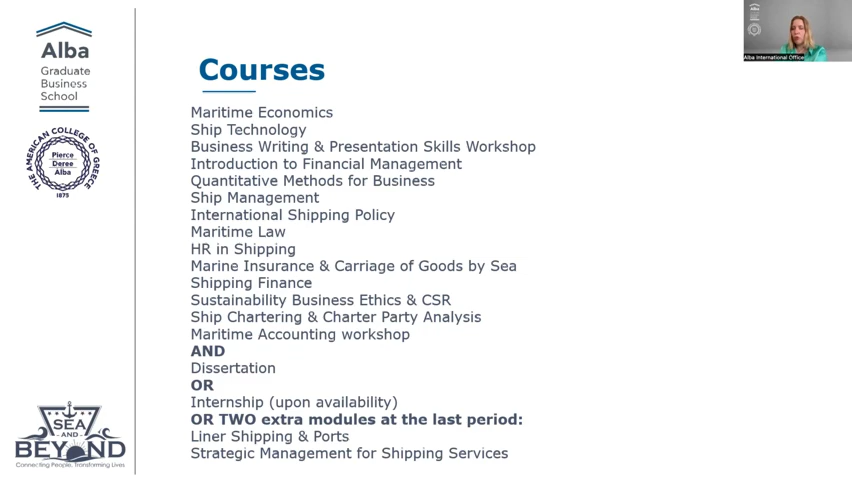 Alba
Graduate
Business
School
THE AMERICAN COLLEGE OF GREECE
Pierce
Deree
Alba
1875
SEA
AND
BEYOND
Connecting People, Transforming Lives
Courses
Maritime Economics
Ship Technology
Business Writing & Presentation Skills Workshop
Introduction to Financial Management
Quantitative Methods for Business
Ship Management
International Shipping Policy
Maritime Law
HR in Shipping
Marine Insurance & Carriage of Goods by Sea
Shipping Finance
Sustainability Business Ethics & CSR
Ship Chartering & Charter Party Analysis
Maritime Accounting workshop
AND
Dissertation
OR
Internship (upon availability)
OR TWO extra modules at the last period:
Liner Shipping & Ports
Strategic Management for Shipping Services
Alba International Office